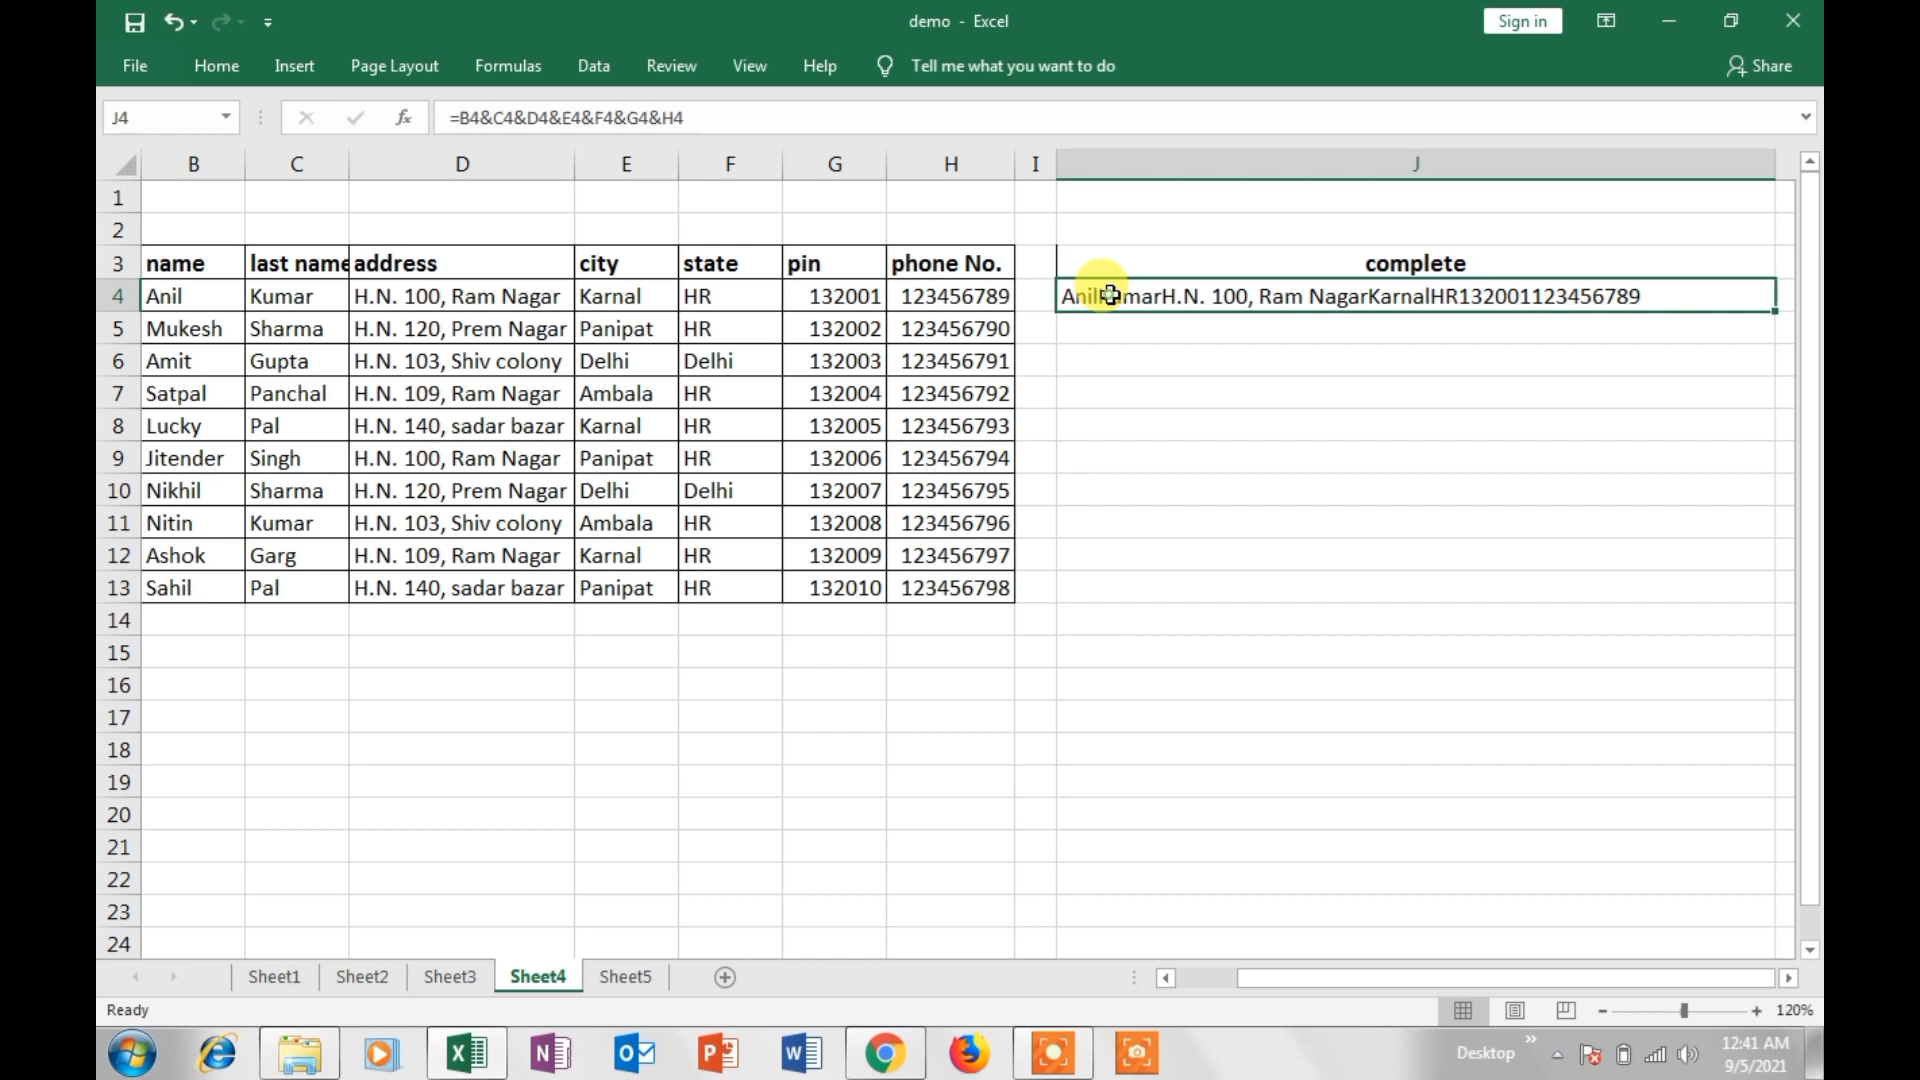 demo - Excel
Sign in
File Home Insert Page Layout Formulas Data Review View Help Tell me what you want to do Share
J4 fx =B4&C4&D4&E4&F4&G4&H4
B C D E F G H I J
1
2
3 name last name address city state pin phone No. complete
4 Anil Kumar H.N. 100, Ram Nagar Karnal HR 132001 123456789 AnilKumarH.N. 100, Ram NagarKarnalHR132001123456789
5 Mukesh Sharma H.N. 120, Prem Nagar Panipat HR 132002 123456790
6 Amit Gupta H.N. 103, Shiv colony Delhi Delhi 132003 123456791
7 Satpal Panchal H.N. 109, Ram Nagar Ambala HR 132004 123456792
8 Lucky Pal H.N. 140, sadar bazar Karnal HR 132005 123456793
9 Jitender Singh H.N. 100, Ram Nagar Panipat HR 132006 123456794
10 Nikhil Sharma H.N. 120, Prem Nagar Delhi Delhi 132007 123456795
11 Nitin Kumar H.N. 103, Shiv colony Ambala HR 132008 123456796
12 Ashok Garg H.N. 109, Ram Nagar Karnal HR 132009 123456797
13 Sahil Pal H.N. 140, sadar bazar Panipat HR 132010 123456798
14
15
16
17
18
19
20
21
22
23
24
Sheet1 Sheet2 Sheet3 Sheet4 Sheet5
Ready 120%
Desktop 12:41 AM
9/5/2021